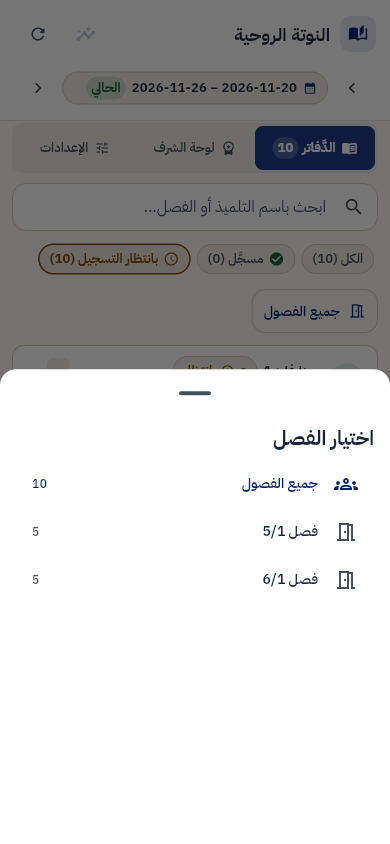 النوتة الروحية
2026-11-20 – 2026-11-26 الحالي
الدَّفاتر 10
لوحة الشرف
الإعدادات
ابحث باسم التلميذ أو الفصل...
الكل (10)
مسجَّل (0)
بانتظار التسجيل (10)
جميع الفصول
اختيار الفصل
جميع الفصول 10
فصل 5/1 5
فصل 6/1 5